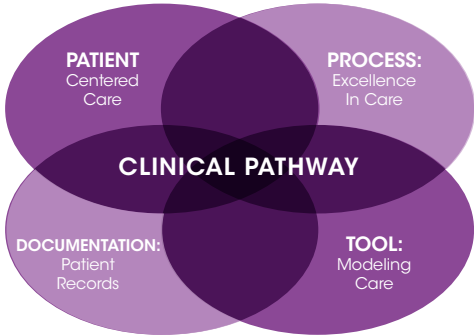 PATIENT
Centered
Care
PROCESS:
Excellence
In Care
CLINICAL PATHWAY
DOCUMENTATION:
Patient
Records
TOOL:
Modeling
Care